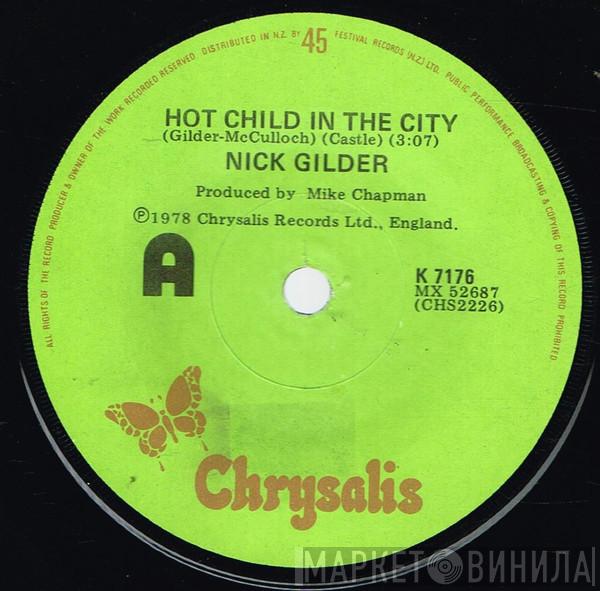 ALL RIGHTS OF THE RECORD PRODUCER & OWNER OF THE WORK RECORDED RESERVED. DISTRIBUTED IN N.Z. BY 45 FESTIVAL RECORDS (N.Z.) LTD. PUBLIC PERFORMANCE BROADCASTING & COPYING OF THIS RECORD PROHIBITED
HOT CHILD IN THE CITY
(Gilder-McCulloch) (Castle) (3:07)
NICK GILDER
Produced by Mike Chapman
Ⓟ1978 Chrysalis Records Ltd., England.
A
K 7176
MX 52687
(CHS2226)
Chrysalis
МАРКЕТ ВИНИЛА